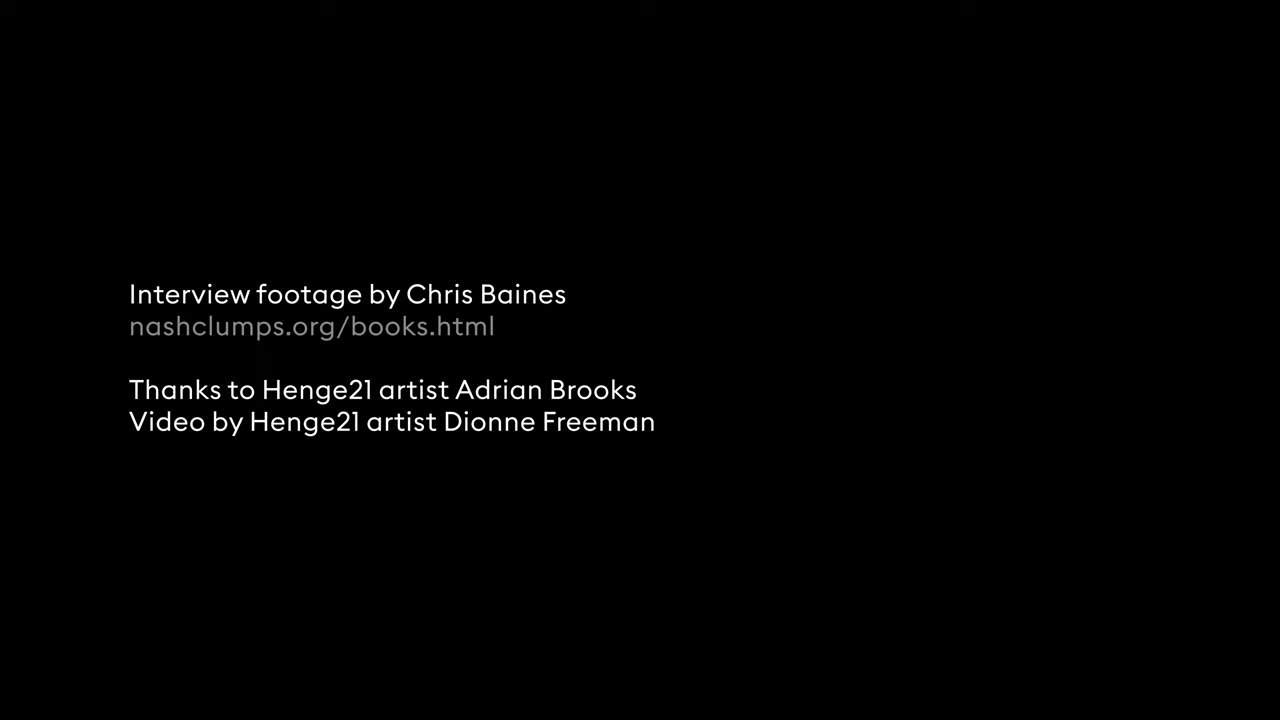 Interview footage by Chris Baines
nashclumps.org/books.html
Thanks to Henge21 artist Adrian Brooks
Video by Henge21 artist Dionne Freeman